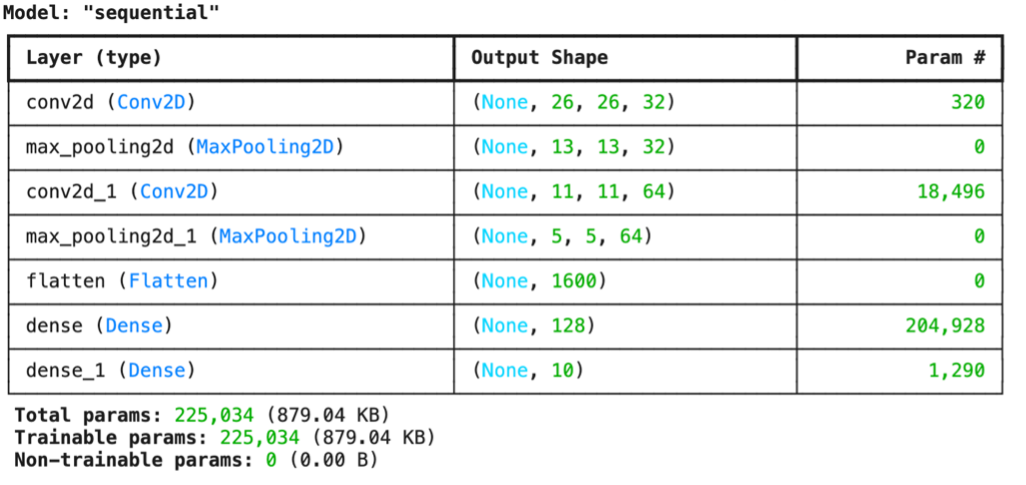 Model: "sequential"
Layer (type) Output Shape Param #
conv2d (Conv2D) (None, 26, 26, 32) 320
max_pooling2d (MaxPooling2D) (None, 13, 13, 32) 0
conv2d_1 (Conv2D) (None, 11, 11, 64) 18,496
max_pooling2d_1 (MaxPooling2D) (None, 5, 5, 64) 0
flatten (Flatten) (None, 1600) 0
dense (Dense) (None, 128) 204,928
dense_1 (Dense) (None, 10) 1,290
Total params: 225,034 (879.04 KB)
Trainable params: 225,034 (879.04 KB)
Non-trainable params: 0 (0.00 B)